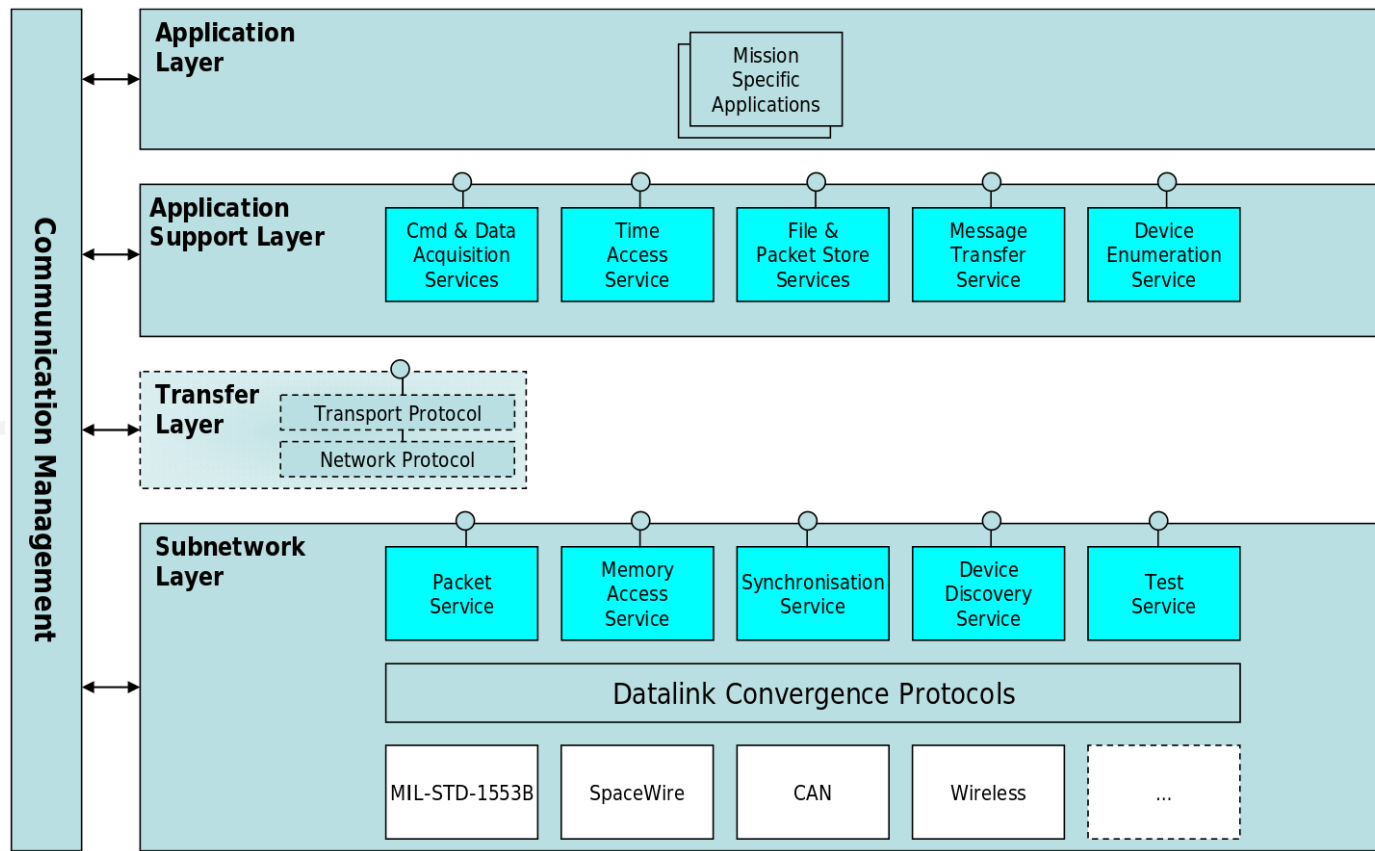 Communication Management
Application
Layer
Mission
Specific
Applications
Application
Support Layer
Cmd & Data
Acquisition
Services
Time
Access
Service
File &
Packet Store
Services
Message
Transfer
Service
Device
Enumeration
Service
Transfer
Layer
Transport Protocol
Network Protocol
Subnetwork
Layer
Packet
Service
Memory
Access
Service
Synchronisation
Service
Device
Discovery
Service
Test
Service
Datalink Convergence Protocols
MIL-STD-1553B
SpaceWire
CAN
Wireless
...